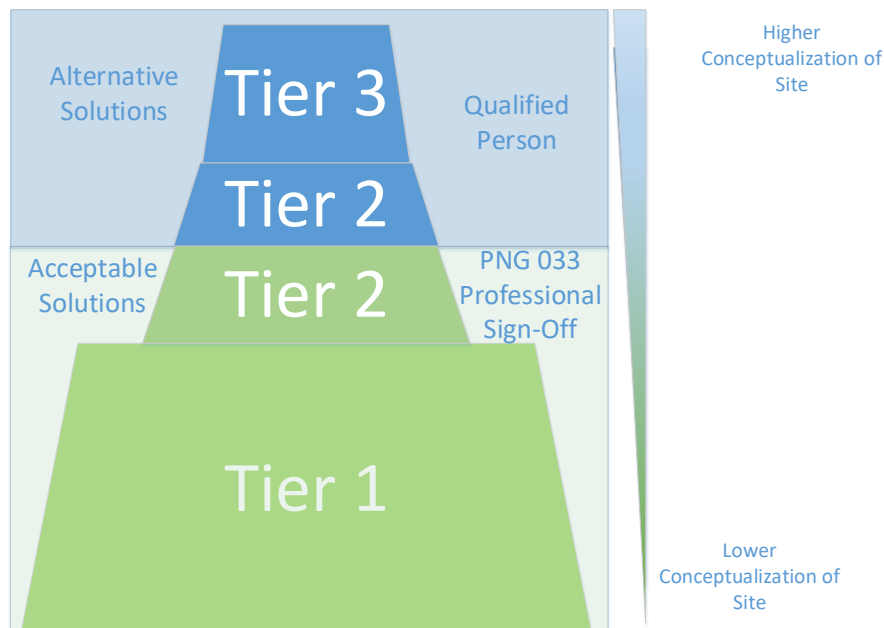 Alternative
Solutions
Tier 3
Qualified
Person
Tier 2
Acceptable
Solutions
Tier 2
PNG 033
Professional
Sign-Off
Tier 1
Higher
Conceptualization of
Site
Lower
Conceptualization of
Site